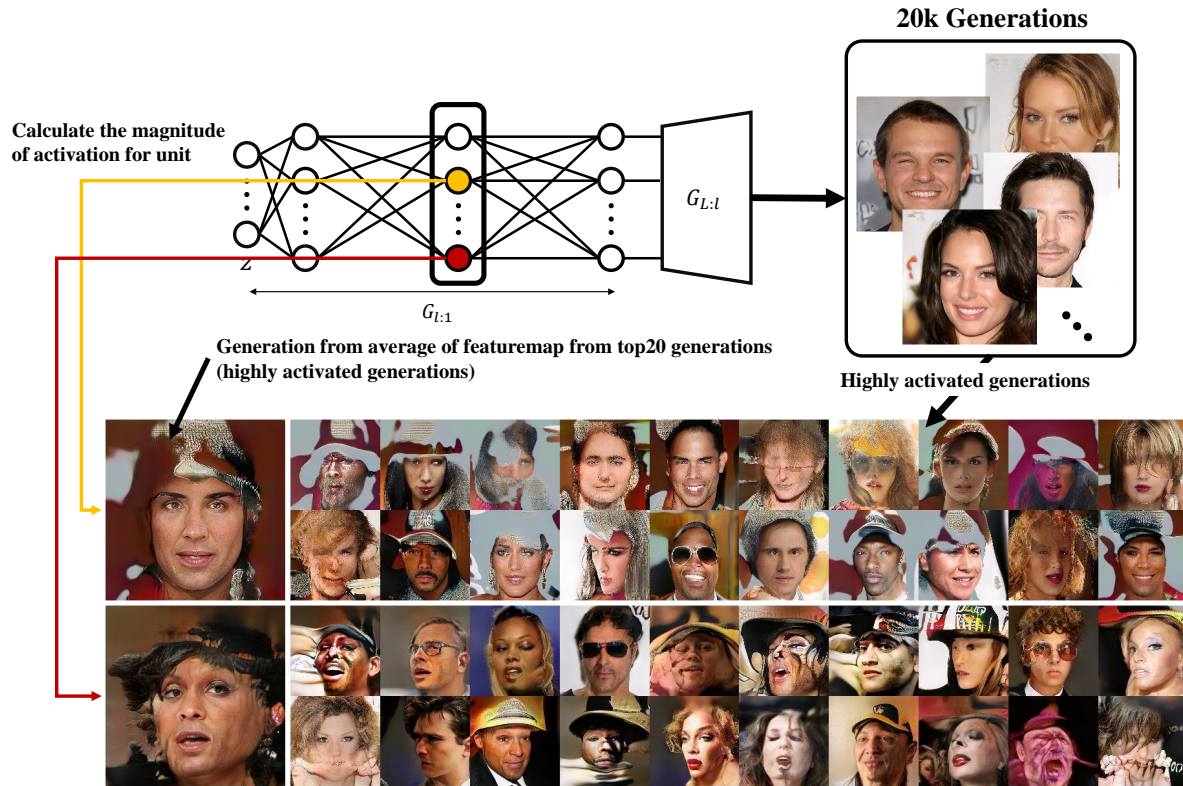 20k Generations
Calculate the magnitude
of activation for unit
z
G_{L:l}
G_{l:1}
Generation from average of featuremap from top20 generations
(highly activated generations)
Highly activated generations